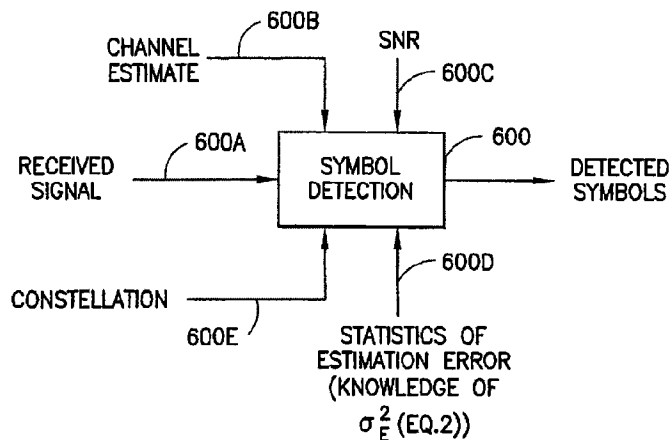 600B
CHANNEL
ESTIMATE
SNR
600C
600A
600
RECEIVED
SIGNAL
SYMBOL
DETECTION
DETECTED
SYMBOLS
CONSTELLATION
600E
600D
STATISTICS OF
ESTIMATION ERROR
(KNOWLEDGE OF
σ²_E (EQ.2))